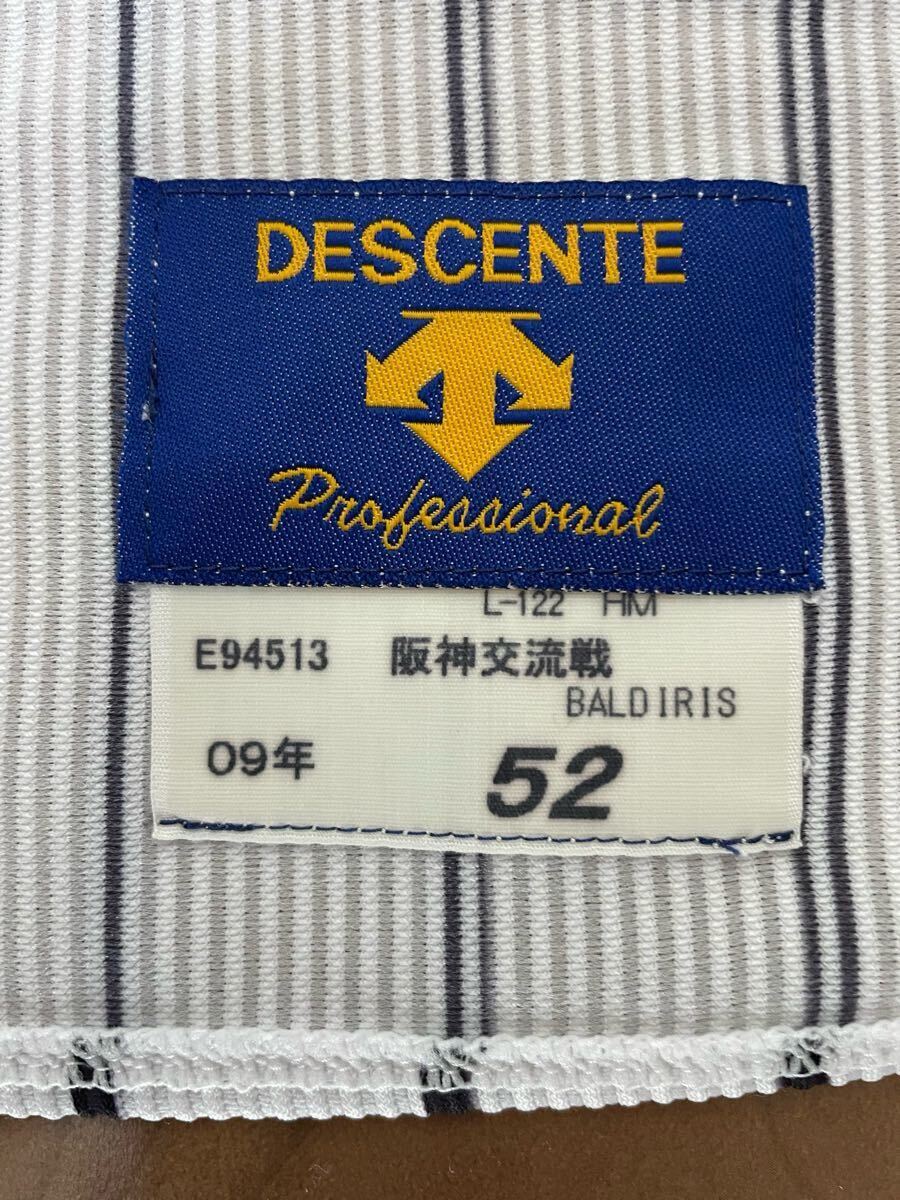 DESCENTE
Professional
L-122 HM
E94513 阪神交流戦
BALDIRIS
09年 52